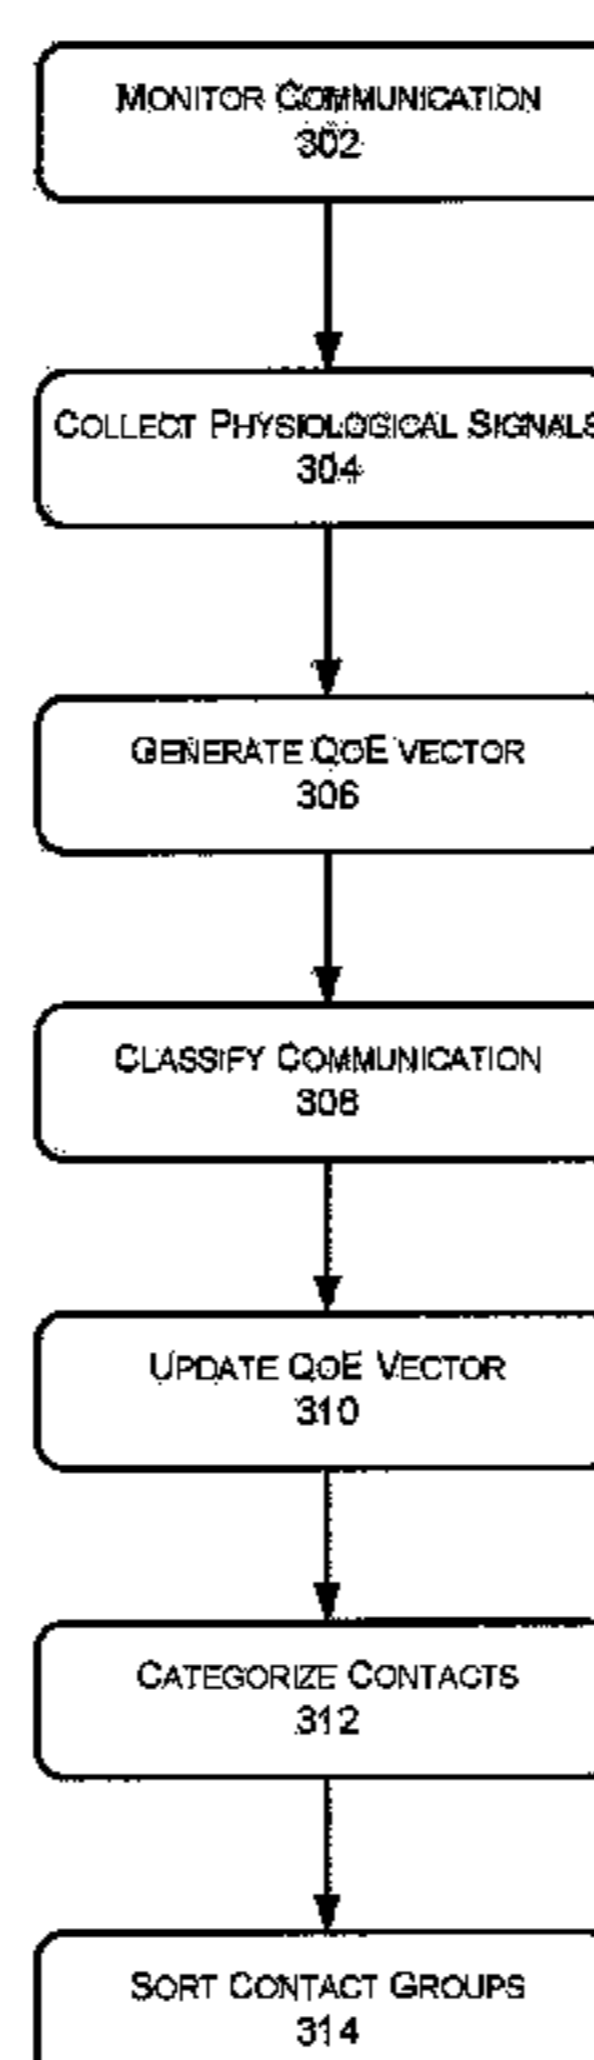 MONITOR COMMUNICATION
302
COLLECT PHYSIOLOGICAL SIGNALS
304
GENERATE QOE VECTOR
306
CLASSIFY COMMUNICATION
308
UPDATE QOE VECTOR
310
CATEGORIZE CONTACTS
312
SORT CONTACT GROUPS
314